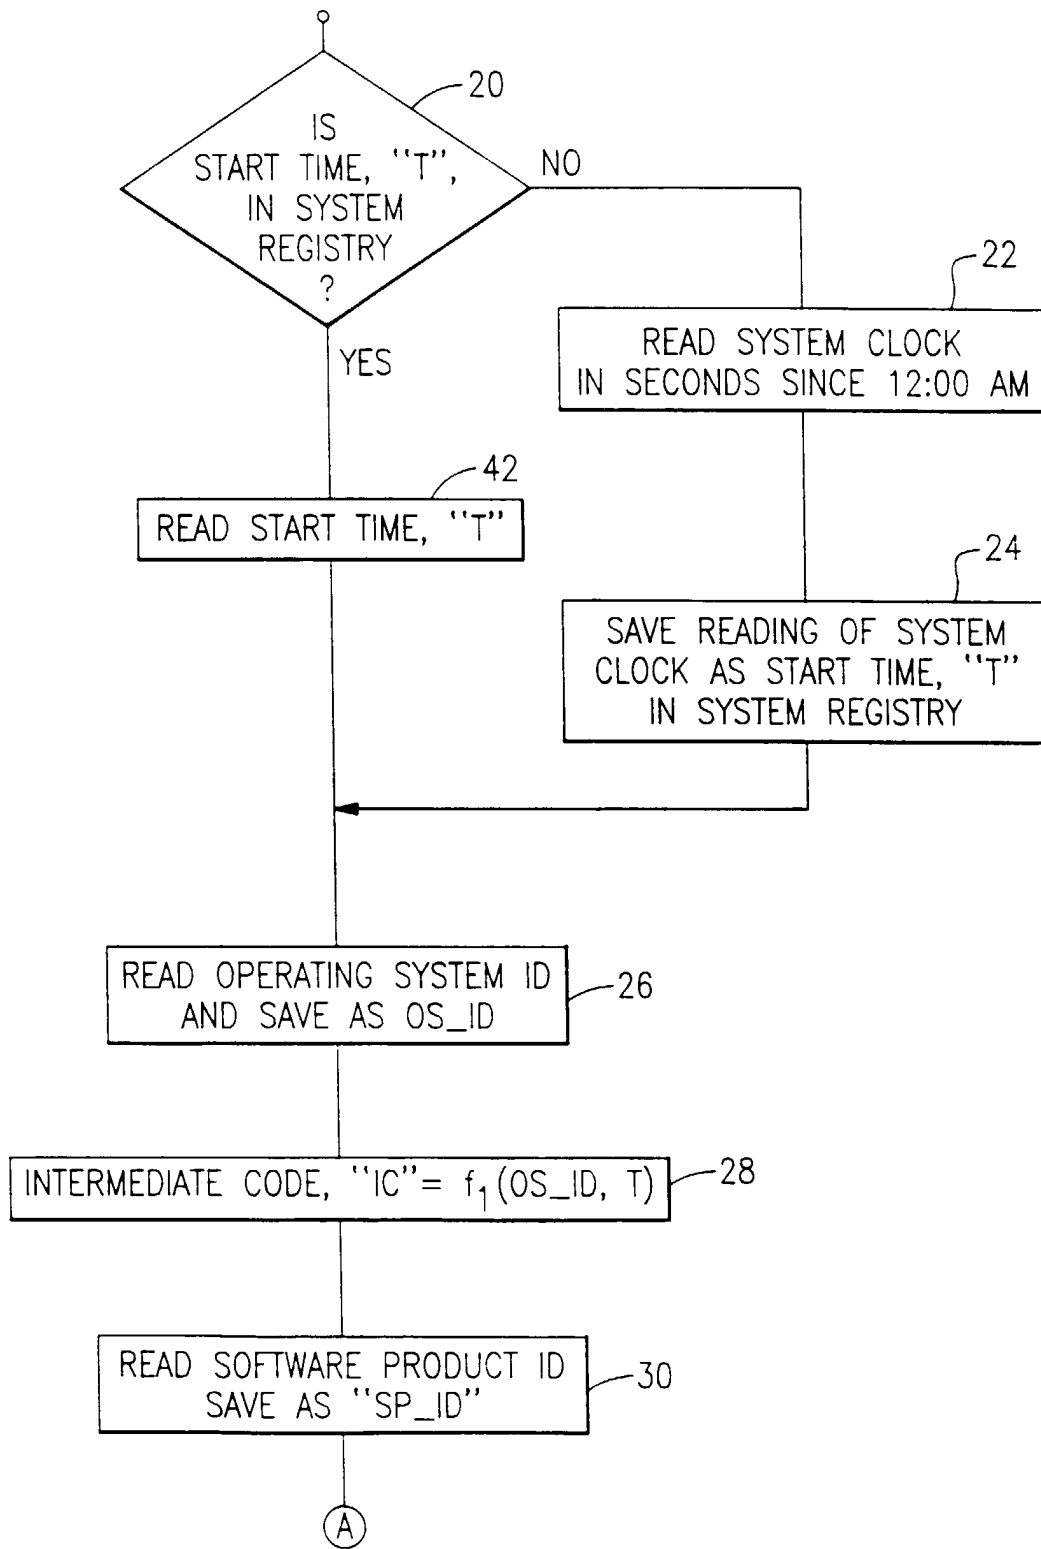 20
IS
START TIME, "T",
IN SYSTEM
REGISTRY
?
NO
YES
22
READ SYSTEM CLOCK
IN SECONDS SINCE 12:00 AM
42
READ START TIME, "T"
24
SAVE READING OF SYSTEM
CLOCK AS START TIME, "T"
IN SYSTEM REGISTRY
READ OPERATING SYSTEM ID
AND SAVE AS OS_ID
26
INTERMEDIATE CODE, "IC"= f₁(OS_ID, T)
28
READ SOFTWARE PRODUCT ID
SAVE AS "SP_ID"
30
A